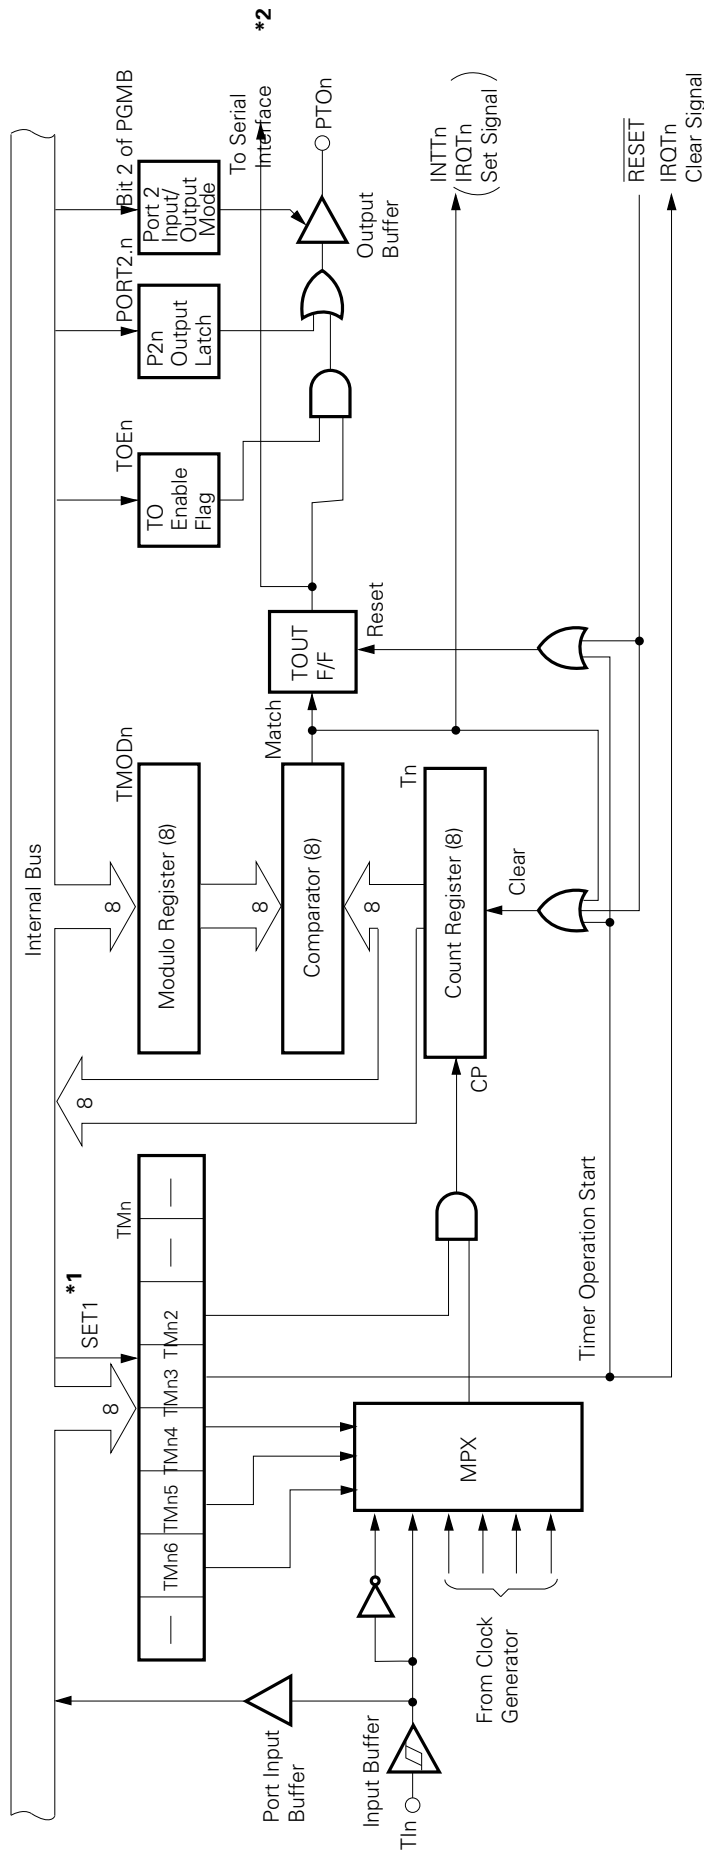 Internal Bus
*1
SET1
8
8
8
8
8
TMn
—
TMn6
TMn5
TMn4
TMn3
TMn2
—
—
TMODn
Modulo Register (8)
Match
Comparator (8)
Tn
Count Register (8)
CP
Clear
TOEn
TO
Enable
Flag
PORT2.n
P2n
Output
Latch
Bit 2 of PGMB
Port 2
Input/
Output
Mode
*2
To Serial
Interface
PTOn
Output
Buffer
TOUT
F/F
Reset
INTTn
(IRQTn
Set Signal)
RESET
IRQTn
Clear Signal
Timer Operation Start
MPX
Port Input
Buffer
Input Buffer
TIn
From Clock
Generator